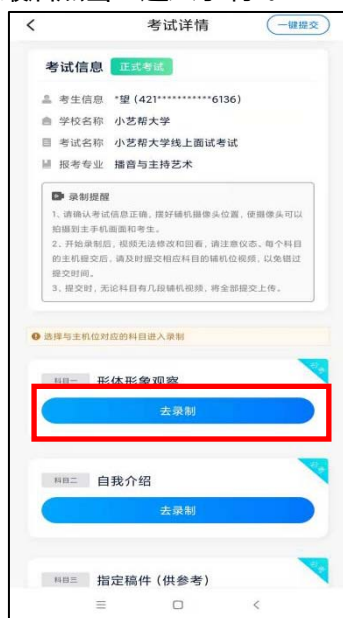 考试详情
一键提交
考试信息 正式考试
考生信息 *望 (421***********6136)
学校名称 小艺帮大学
考试名称 小艺帮大学线上面试考试
报考专业 播音与主持艺术
录制提醒
1, 请确认考试信息正确, 摆好辅机摄像头位置, 使摄像头可以
拍摄到主手机画面和考生。
2, 开始录制后, 视频无法修改和回看, 请注意仪态。每个科目
的主机提交后, 请及时提交相应科目的辅机位视频, 以免错过
提交时间。
3, 提交时, 无论科目有几段辅机视频, 将全部提交上传。
选择与主机位对应的科目进入录制
科目一 形体形象观察
去录制
科目二 自我介绍
去录制
科目三 指定稿件 (供参考)